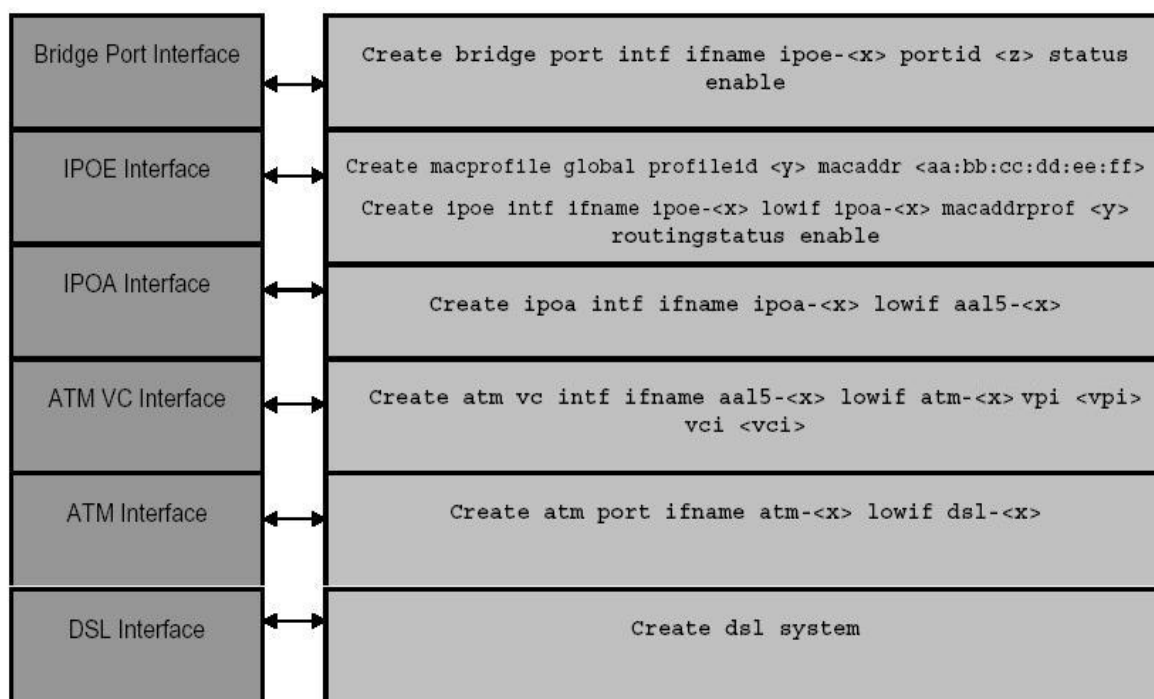 Bridge Port Interface
Create bridge port intf ifname ipoe-<x> portid <z> status
enable
IPOE Interface
Create macprofile global profileid <y> macaddr <aa:bb:cc:dd:ee:ff>
Create ipoe intf ifname ipoe-<x> lowif ipoa-<x> macaddrprof <y>
routingstatus enable
IPOA Interface
Create ipoa intf ifname ipoa-<x> lowif aal5-<x>
ATM VC Interface
Create atm vc intf ifname aal5-<x> lowif atm-<x> vpi <vpi>
vci <vci>
ATM Interface
Create atm port ifname atm-<x> lowif dsl-<x>
DSL Interface
Create dsl system